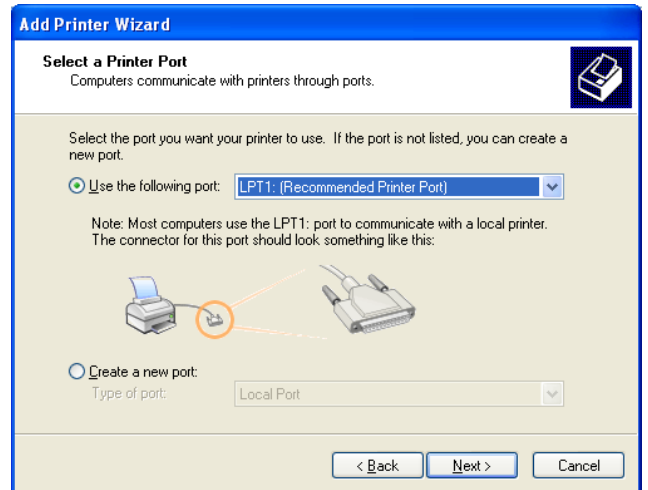 Add Printer Wizard
Select a Printer Port
Computers communicate with printers through ports.
Select the port you want your printer to use. If the port is not listed, you can create a
new port.
Use the following port: LPT1: (Recommended Printer Port)
Note: Most computers use the LPT1: port to communicate with a local printer.
The connector for this port should look something like this:
Create a new port:
Type of port: Local Port
< Back Next > Cancel